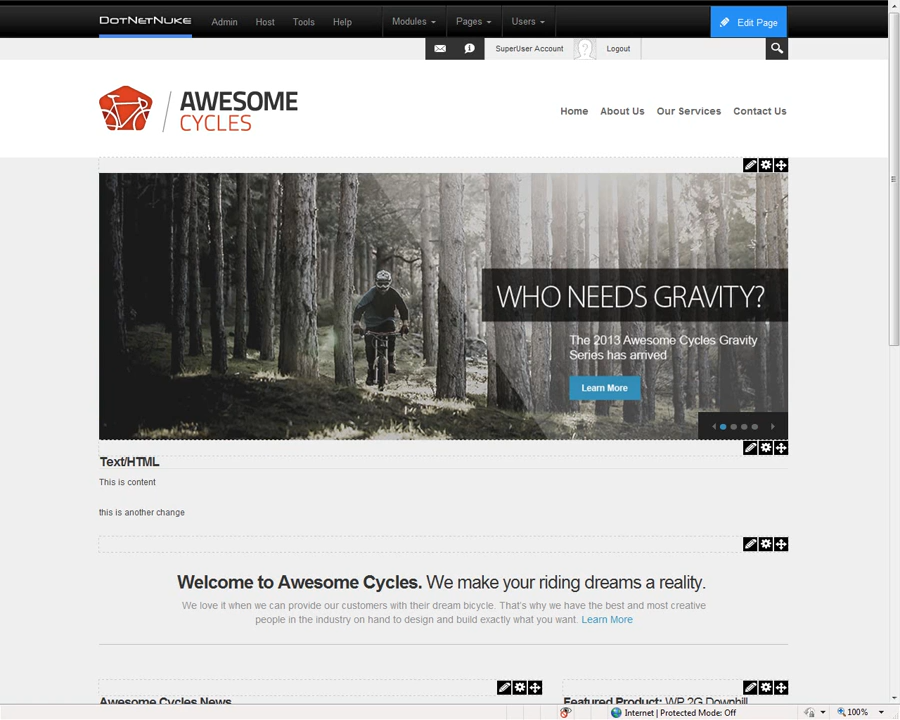 DOTNETNUKE Admin Host Tools Help Modules Pages Users Edit Page
SuperUser Account Logout
AWESOME
CYCLES
Home About Us Our Services Contact Us
WHO NEEDS GRAVITY?
The 2013 Awesome Cycles Gravity
Series has arrived
Learn More
Text/HTML
This is content
this is another change
Welcome to Awesome Cycles. We make your riding dreams a reality.
We love it when we can provide our customers with their dream bicycle. That's why we have the best and most creative
people in the industry on hand to design and build exactly what you want. Learn More
Awesome Cycles News
Featured Product: WP 2G Downhill
Internet | Protected Mode: Off 100%